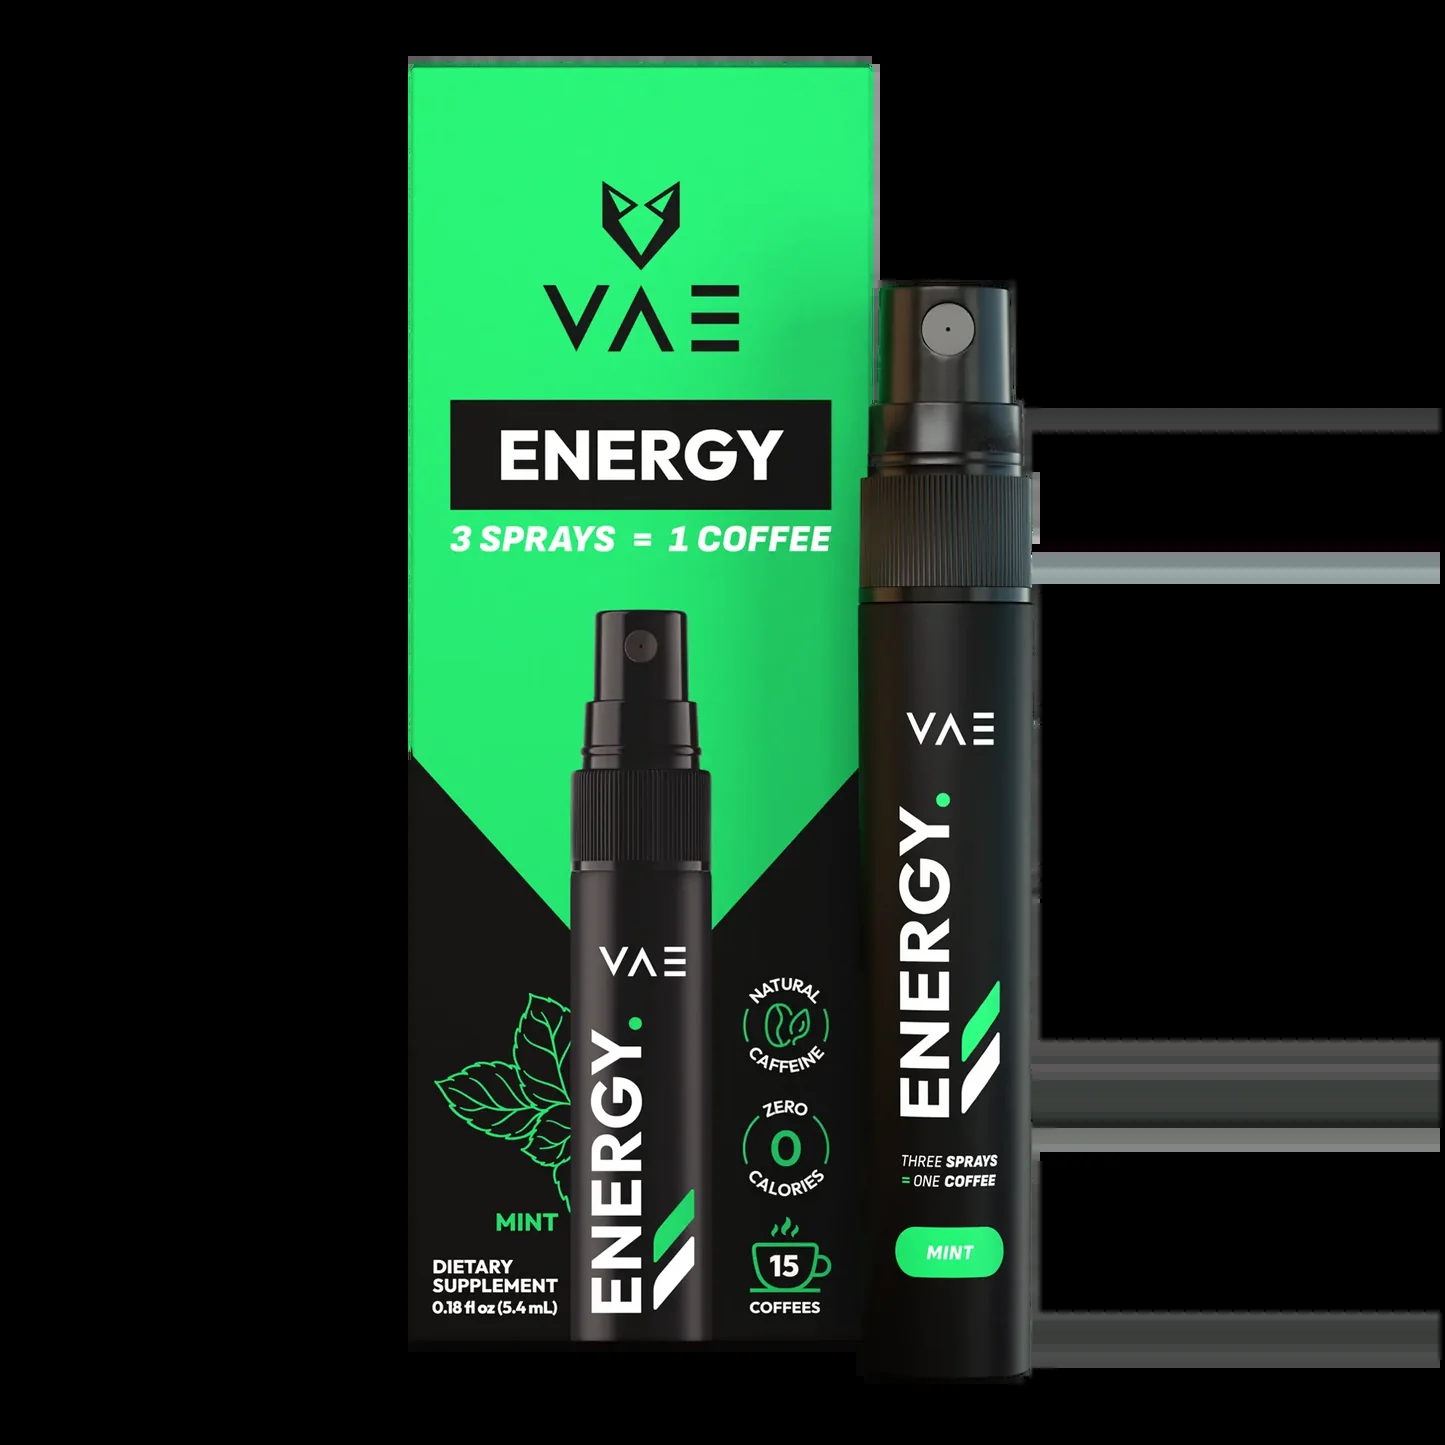 VAE
ENERGY
3 SPRAYS = 1 COFFEE
VAE
ENERGY.
NATURAL
CAFFEINE
ZERO
0
CALORIES
MINT
DIETARY
SUPPLEMENT
0.18 fl oz (5.4 mL)
15
COFFEES
VAE
ENERGY.
THREE SPRAYS
= ONE COFFEE
MINT